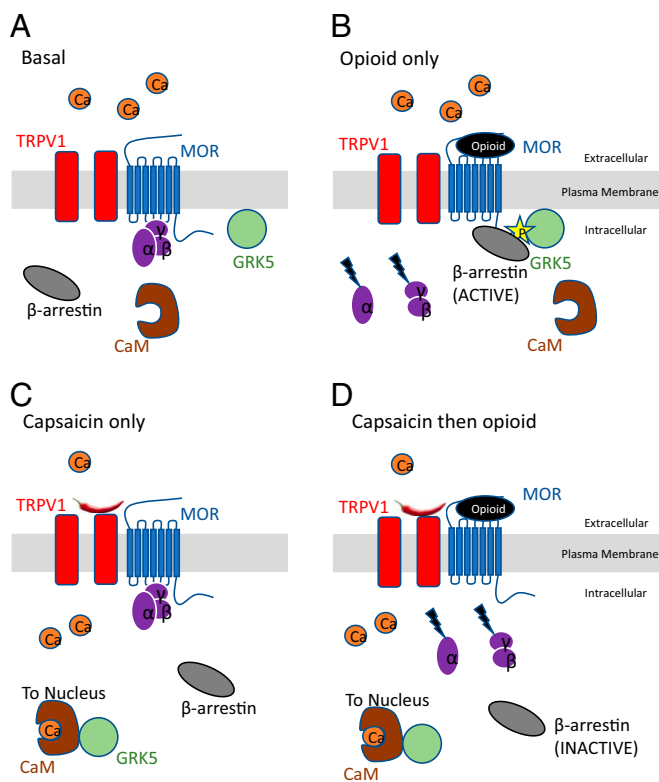 A
Basal
Ca
Ca
Ca
TRPV1
MOR
γ
α β
GRK5
β-arrestin
CaM
B
Opioid only
Ca
Ca
Ca
TRPV1
Opioid
MOR
Extracellular
Plasma Membrane
Intracellular
P
β-arrestin
(ACTIVE)
GRK5
α
γ
β
CaM
C
Capsaicin only
Ca
TRPV1
MOR
γ
α β
Ca
Ca
β-arrestin
To Nucleus
Ca
CaM
GRK5
D
Capsaicin then opioid
Ca
TRPV1
Opioid
MOR
Extracellular
Plasma Membrane
Intracellular
Ca
Ca
α
γ
β
To Nucleus
Ca
CaM
β-arrestin
(INACTIVE)